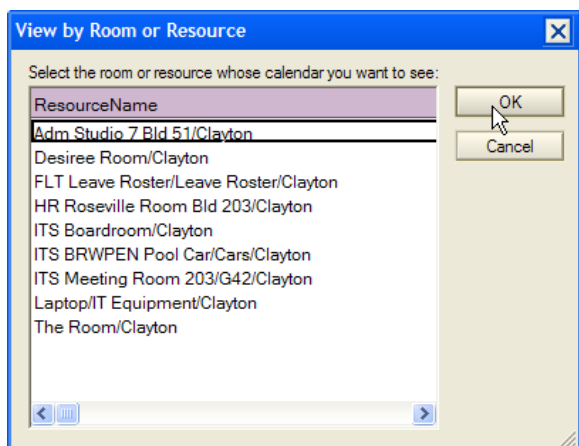 View by Room or Resource
Select the room or resource whose calendar you want to see:
ResourceName
OK
Adm Studio 7 Bld 51/Clayton
Cancel
Desiree Room/Clayton
FLT Leave Roster/Leave Roster/Clayton
HR Roseville Room Bld 203/Clayton
ITS Boardroom/Clayton
ITS BRWPEN Pool Car/Cars/Clayton
ITS Meeting Room 203/G42/Clayton
Laptop/IT Equipment/Clayton
The Room/Clayton